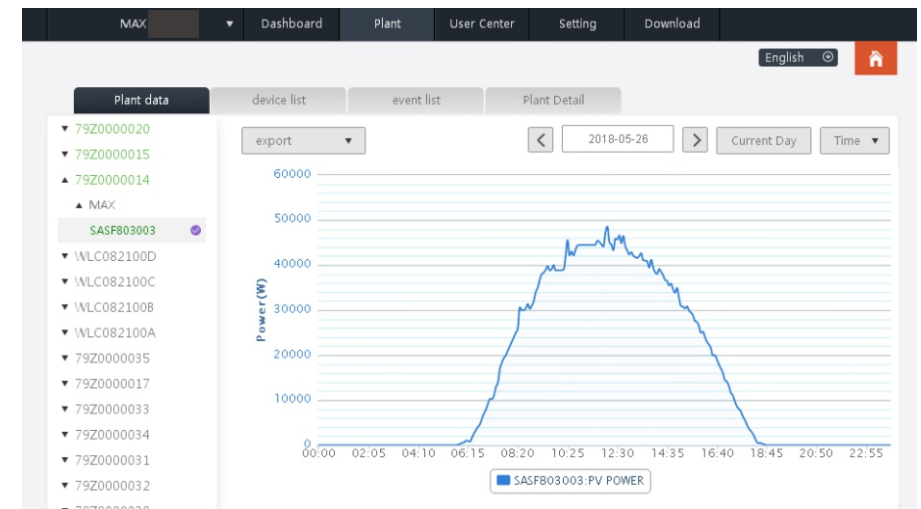 MAX ▼ Dashboard Plant User Center Setting Download
English
Plant data device list event list Plant Detail
▼ 79Z0000020
▼ 79Z0000015
▲ 79Z0000014
▲ MAX
SASF803003
▼ \WLC082100D
▼ \WLC082100C
▼ \WLC082100B
▼ \WLC082100A
▼ 79Z0000035
▼ 79Z0000017
▼ 79Z0000033
▼ 79Z0000034
▼ 79Z0000031
▼ 79Z0000032
export ▼
< 2018-05-26 > Current Day Time ▼
Power(W)
60000
50000
40000
30000
20000
10000
0
00:00 02:05 04:10 06:15 08:20 10:25 12:30 14:35 16:40 18:45 20:50 22:55
SASF803003:PV POWER